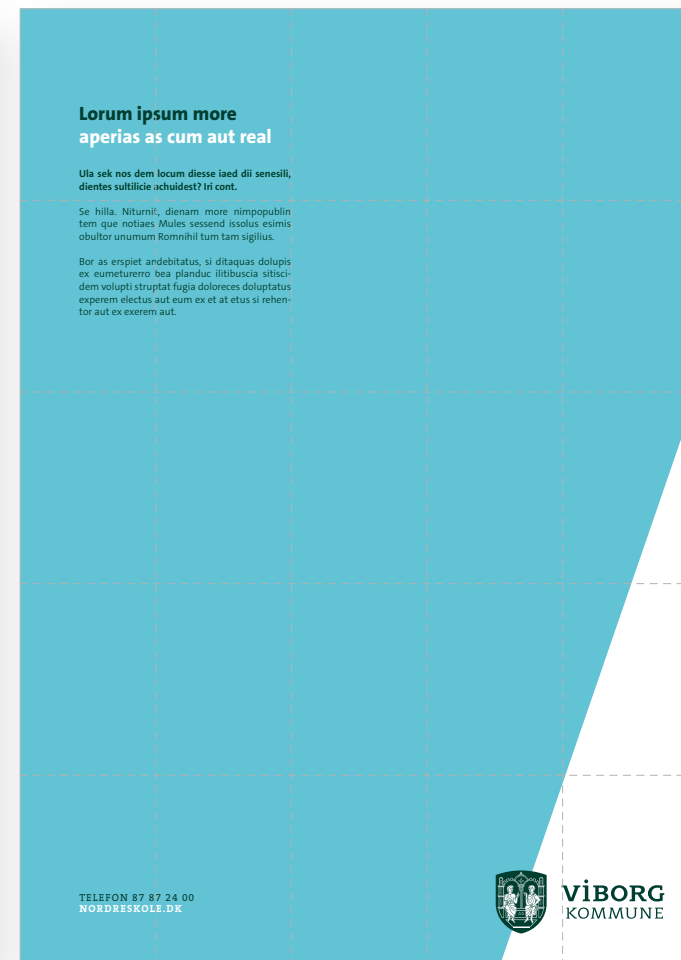 Lorum ipsum more
aperias as cum aut real
Ula sek nos dem locum diesse iaed dii senesili,
dientes sultilicie achuidest? Iri cont.
Se hilla. Niturnit, dienam more nimpopublin
tem que notiaes Mules sessend issolus esimis
obultor unumum Romnihil tum tam sigilius.
Bor as erspiet andebitatus, si ditaquas dolupis
ex eumeturerro bea planduc ilitibuscia sitisci-
dem volupti struptat fugia doloreces doluptatus
experem electus aut eum ex et at etus si rehen-
tor aut ex exerem aut.
TELEFON 87 87 24 00
NORDRESKOLE.DK
VIBORG
KOMMUNE